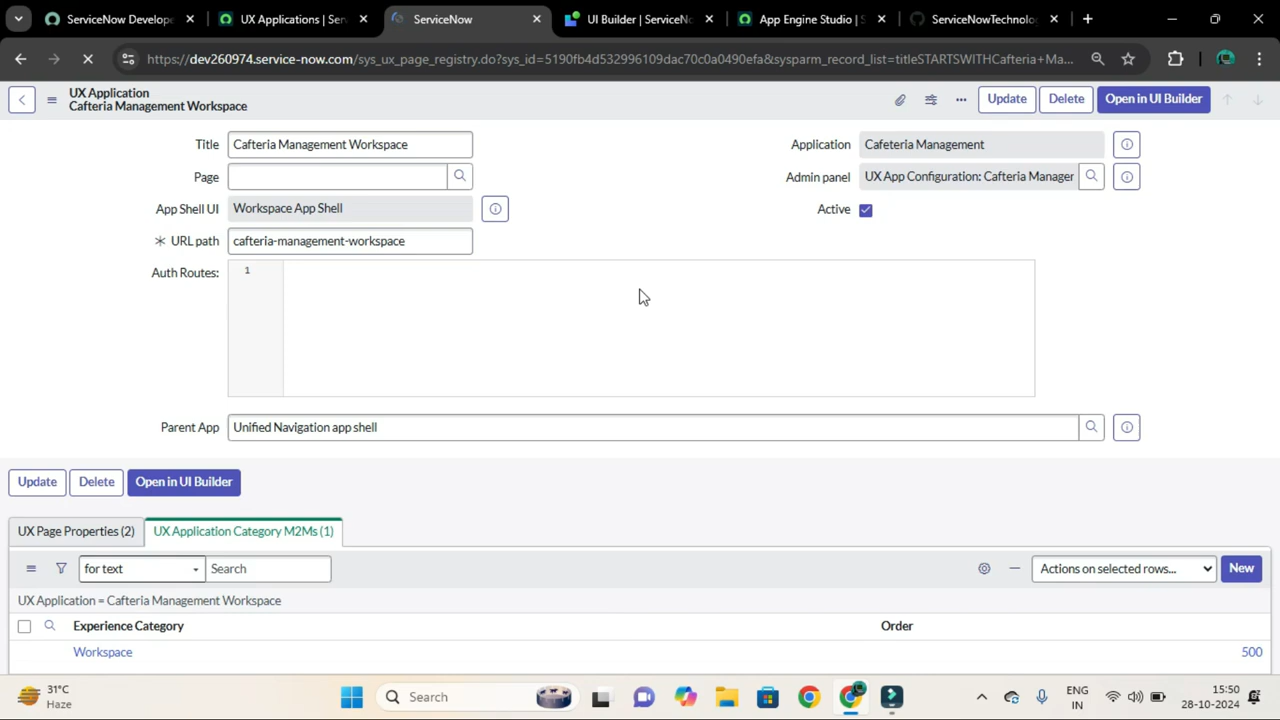 ServiceNow Develope
UX Applications | Serv
ServiceNow
UI Builder | ServiceNo
App Engine Studio | S
ServiceNowTechnolog
https://dev260974.service-now.com/sys_ux_page_registry.do?sys_id=5190fb4d532996109dac70c0a0490efa&sysparm_record_list=titleSTARTSWITHCafteria+Ma...
UX Application
Cafteria Management Workspace
Update
Delete
Open in UI Builder
Title
Cafteria Management Workspace
Application
Cafeteria Management
Page
Admin panel
UX App Configuration: Cafteria Manager
App Shell UI
Workspace App Shell
Active
URL path
cafteria-management-workspace
Auth Routes:
1
Parent App
Unified Navigation app shell
Update
Delete
Open in UI Builder
UX Page Properties (2)
UX Application Category M2Ms (1)
for text
Search
Actions on selected rows...
New
UX Application = Cafteria Management Workspace
Experience Category
Order
Workspace
500
31°C
Haze
Search
ENG
IN
15:50
28-10-2024